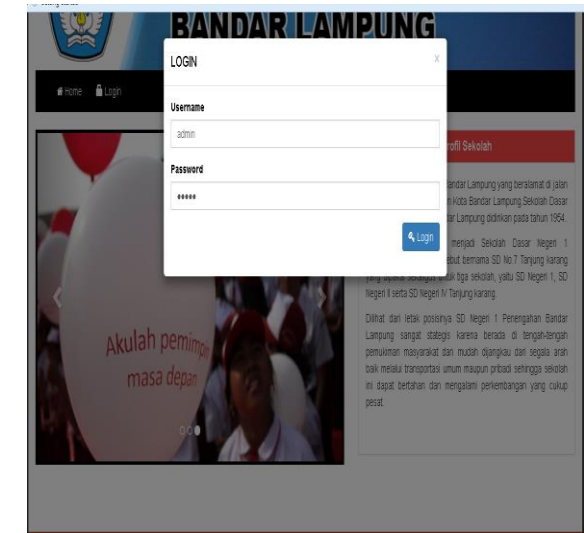 BANDAR LAMPUNG
LOGIN x
Home Login
Username
admin
rofil Sekolah
Password
andar Lampung yang beralamat di jalan
n Kota Bandar Lampung.Sekolah Dasar
dar Lampung didirikan pada tahun 1954.
Login
menjadi Sekolah Dasar Negeri 1
ebut bernama SD No.7 Tanjung karang
yang dipakai sekaligus untuk tiga sekolah, yaitu SD Negeri 1, SD
Negeri II serta SD Negeri IV Tanjung karang.
Dilihat dari letak posisinya SD Negeri 1 Penengahan Bandar
Lampung sangat stategis karena berada di tengah-tengah
pemukiman masyarakat dan mudah dijangkau dari segala arah
baik melalui transportasi umum maupun pribadi sehingga sekolah
ini dapat bertahan dan mengalami perkembangan yang cukup
pesat.
Akulah pemimpin
masa depan